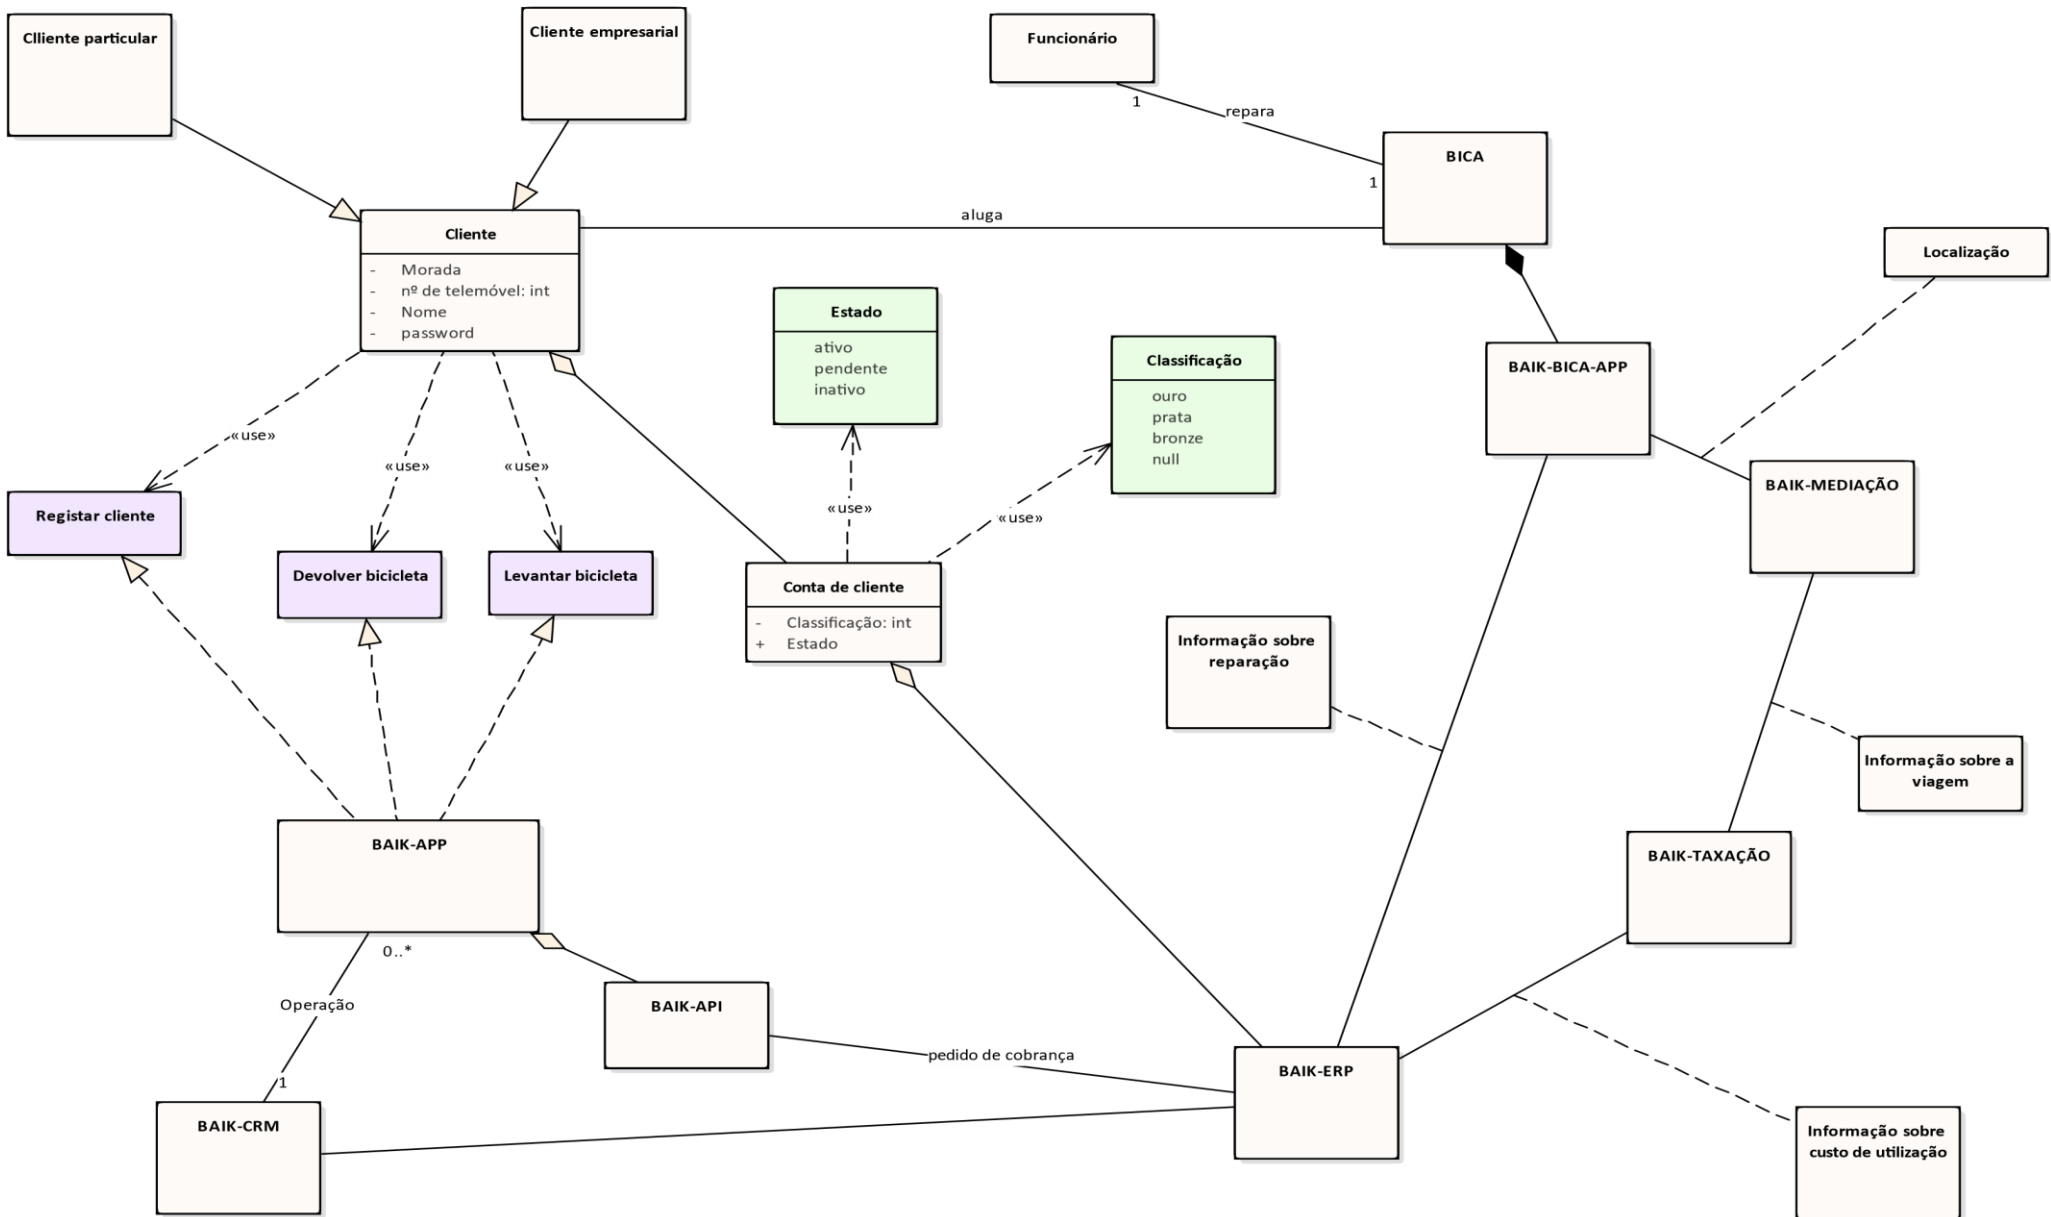 Clliente particular
Cliente empresarial
Funcionário
1
repara
BICA
1
aluga
Cliente
- Morada
- nº de telemóvel: int
- Nome
- password
Localização
Estado
ativo
pendente
inativo
Classificação
ouro
prata
bronze
null
BAIK-BICA-APP
«use»
«use»
«use»
«use»
«use»
BAIK-MEDIAÇÃO
Registar cliente
Devolver bicicleta
Levantar bicicleta
Conta de cliente
- Classificação: int
+ Estado
Informação sobre
reparação
Informação sobre a
viagem
BAIK-APP
BAIK-TAXAÇÃO
0..*
Operação
1
BAIK-API
pedido de cobrança
BAIK-ERP
BAIK-CRM
Informação sobre
custo de utilização